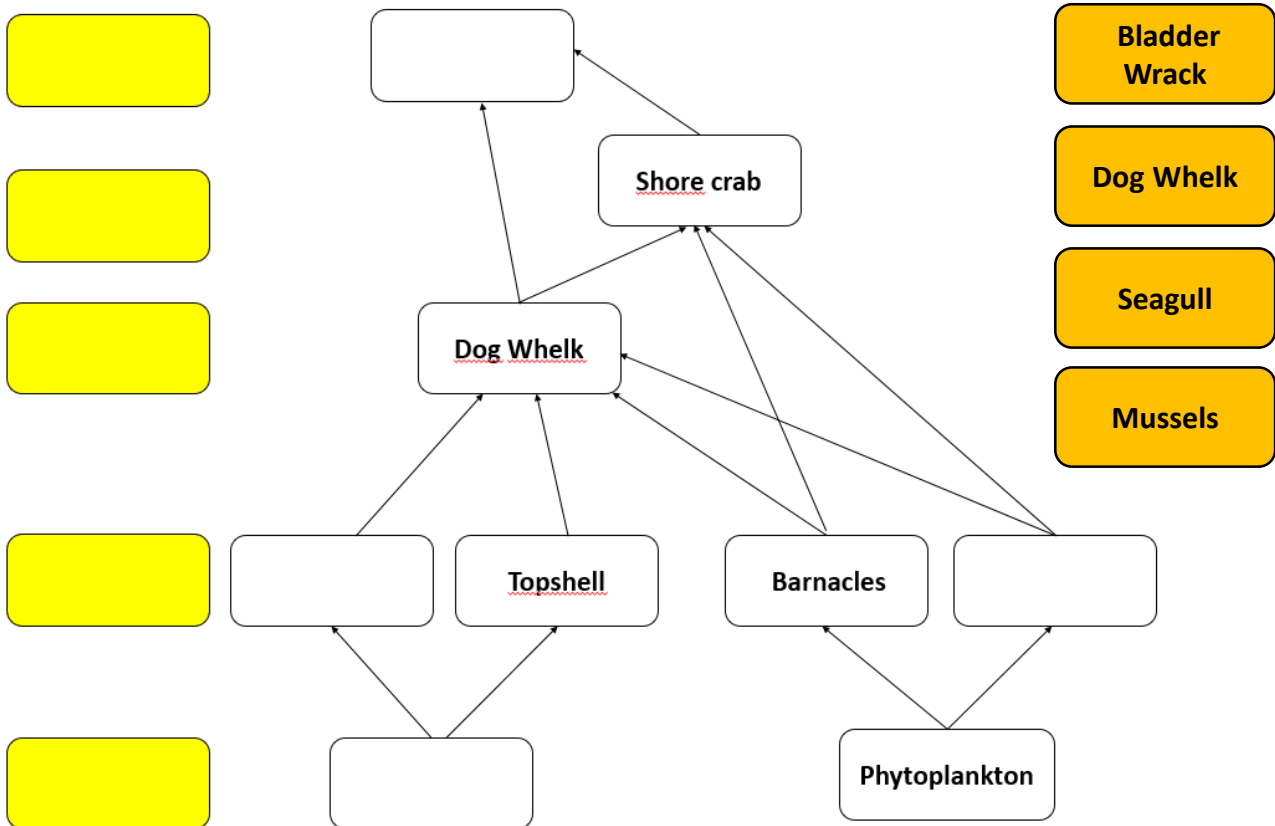 Bladder
Wrack
Shore crab
Dog Whelk
Seagull
Dog Whelk
Mussels
Topshell
Barnacles
Phytoplankton